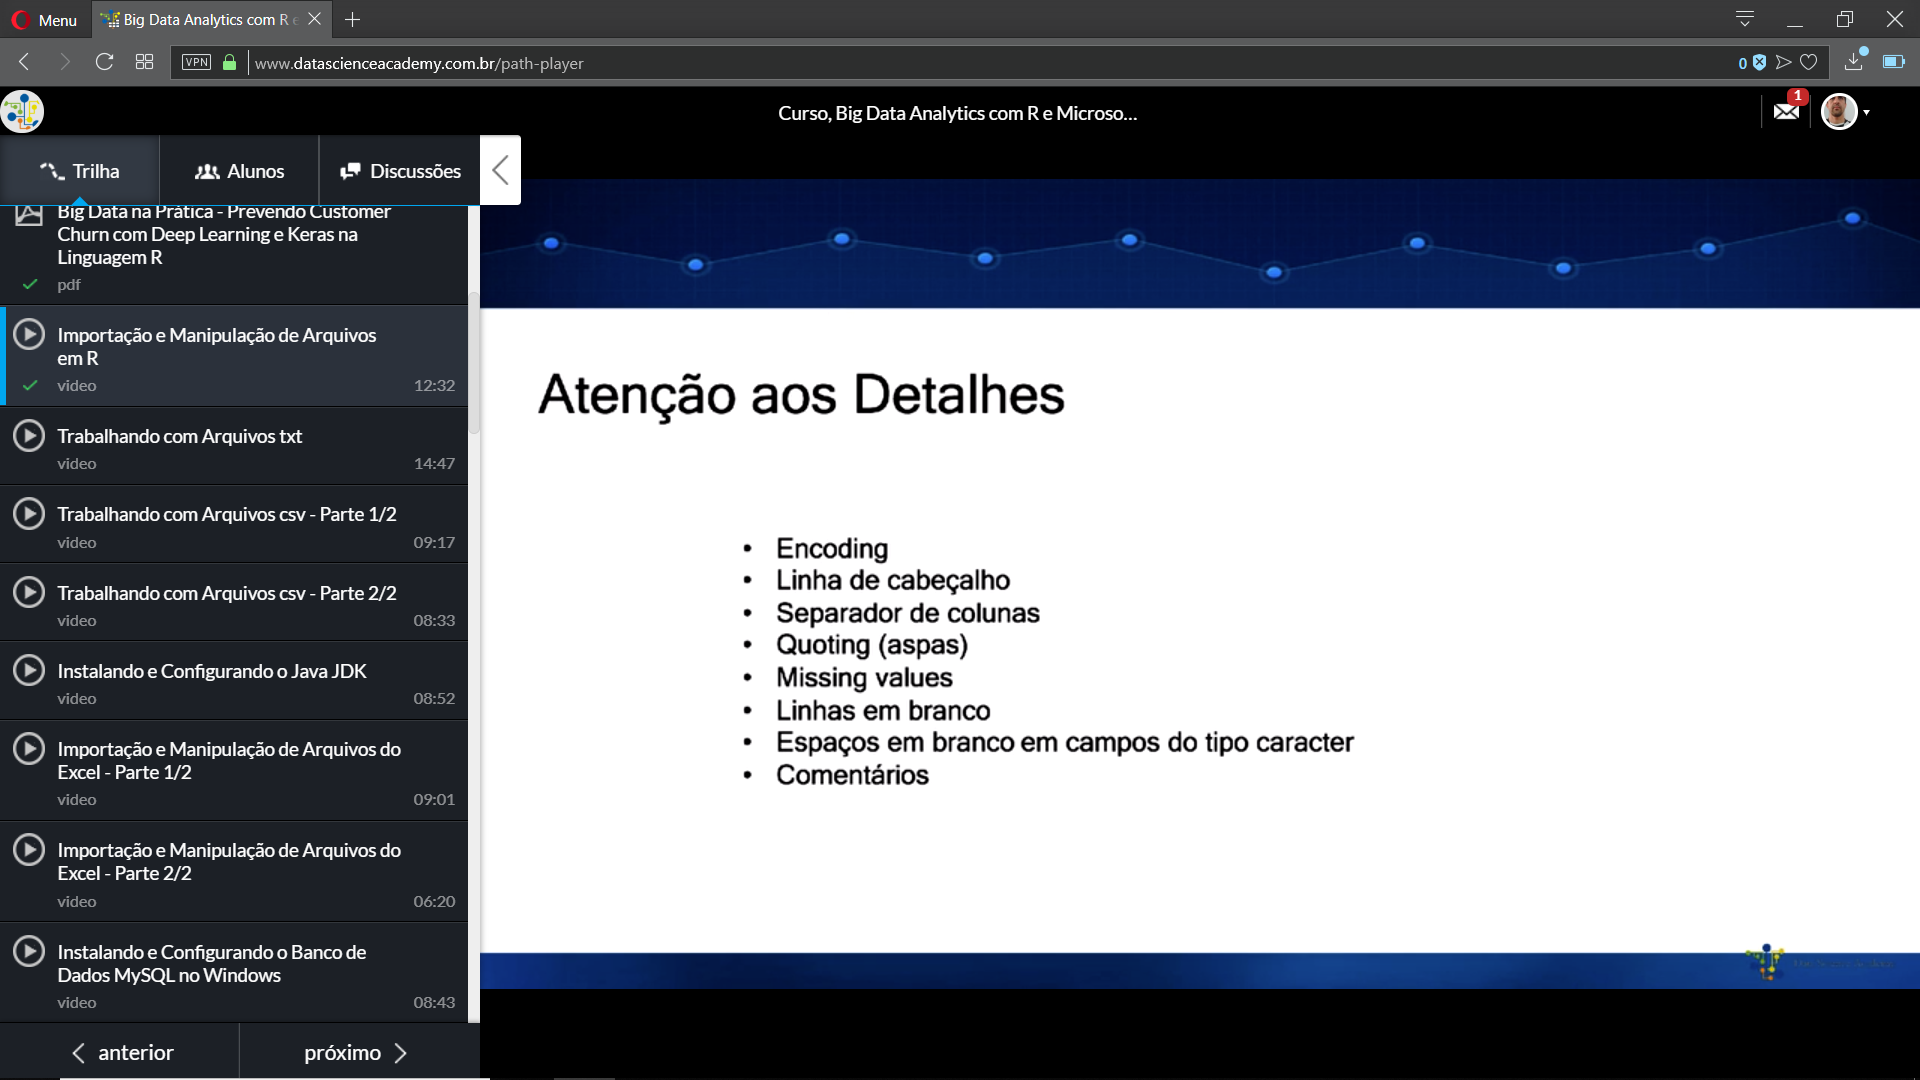 Menu
Big Data Analytics com R e
VPN
www.datascienceacademy.com.br/path-player
0
Curso, Big Data Analytics com R e Microso...
1
Trilha
Alunos
Discussões
Big Data na Prática - Prevendo Customer
Churn com Deep Learning e Keras na
Linguagem R
pdf
Importação e Manipulação de Arquivos
em R
video 12:32
Trabalhando com Arquivos txt
video 14:47
Trabalhando com Arquivos csv - Parte 1/2
video 09:17
Trabalhando com Arquivos csv - Parte 2/2
video 08:33
Instalando e Configurando o Java JDK
video 08:52
Importação e Manipulação de Arquivos do
Excel - Parte 1/2
video 09:01
Importação e Manipulação de Arquivos do
Excel - Parte 2/2
video 06:20
Instalando e Configurando o Banco de
Dados MySQL no Windows
video 08:43
anterior
próximo
Atenção aos Detalhes
• Encoding
• Linha de cabeçalho
• Separador de colunas
• Quoting (aspas)
• Missing values
• Linhas em branco
• Espaços em branco em campos do tipo caracter
• Comentários